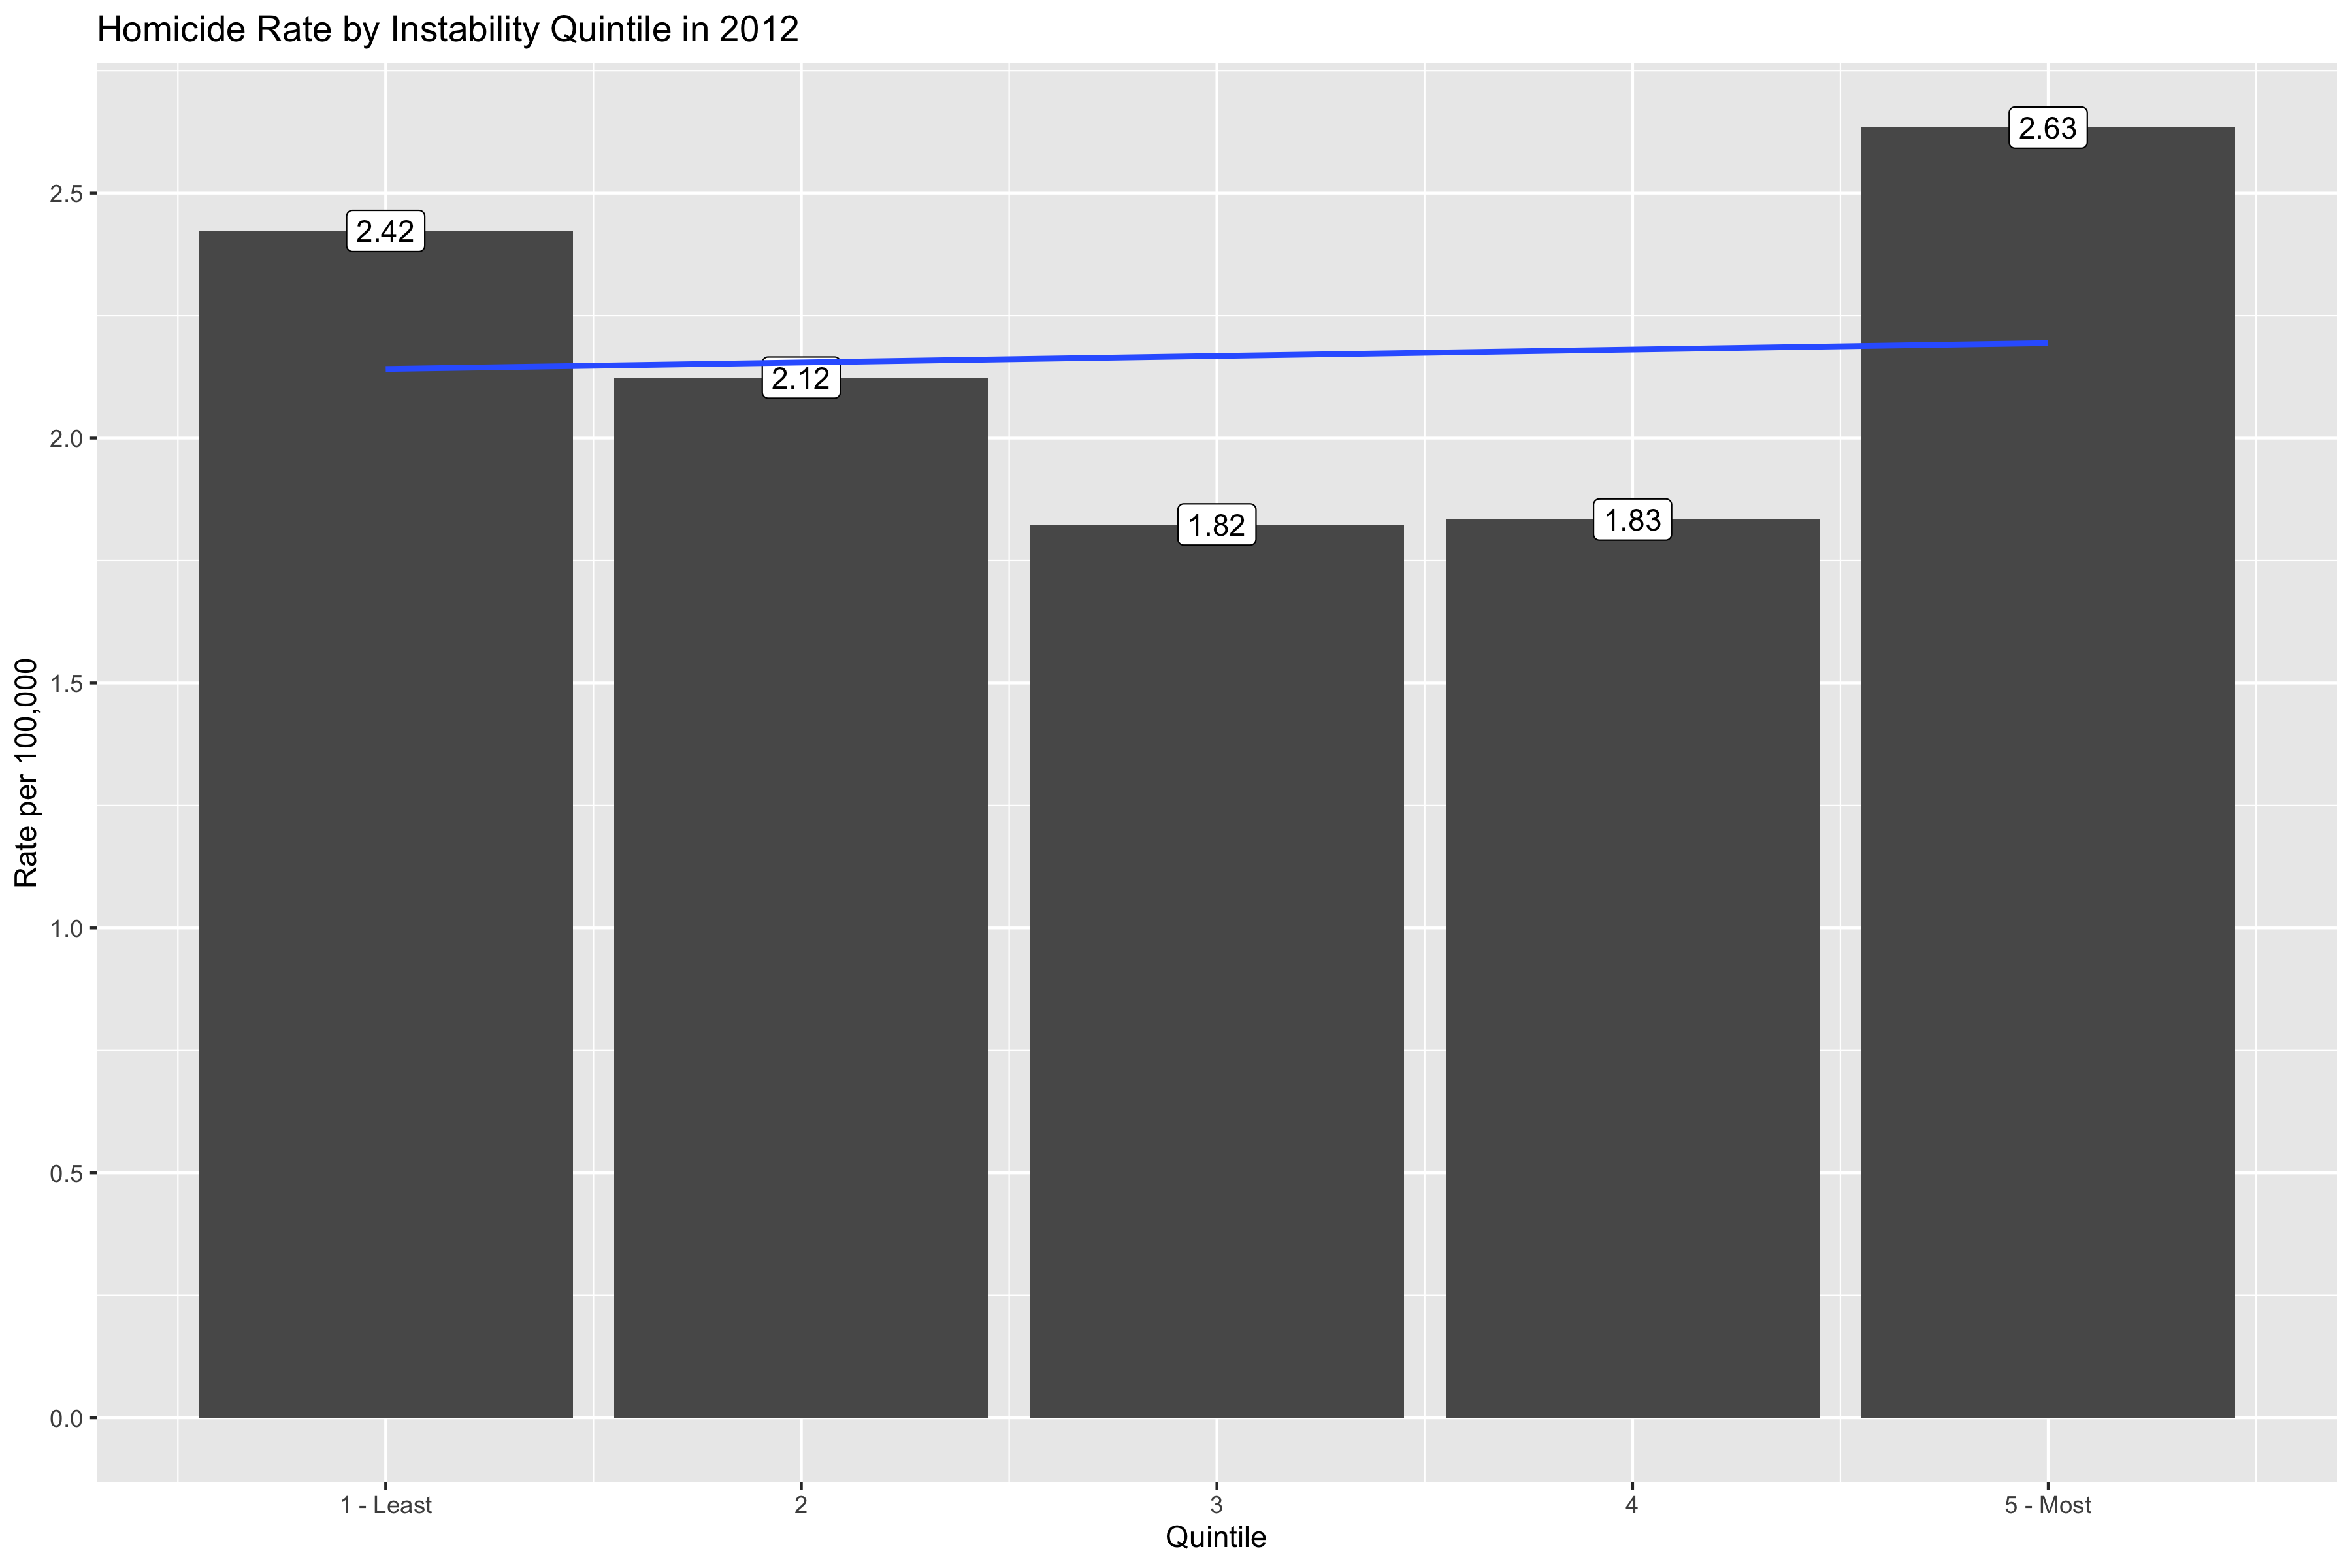 Homicide Rate by Instability Quintile in 2012
2.63
2.42
2.12
1.82
1.83
2.5
2.0
1.5
1.0
0.5
0.0
Rate per 100,000
1 - Least
2
3
4
5 - Most
Quintile